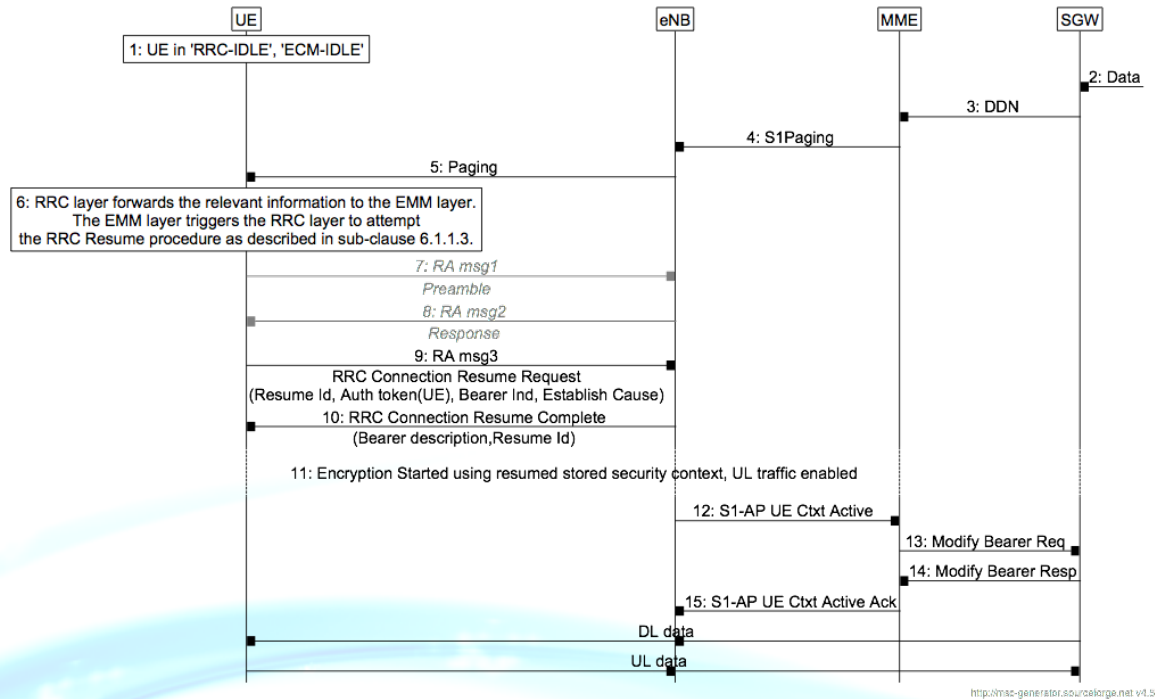 UE
eNB
MME
SGW
1: UE in 'RRC-IDLE', 'ECM-IDLE'
2: Data
3: DDN
4: S1Paging
5: Paging
6: RRC layer forwards the relevant information to the EMM layer.
The EMM layer triggers the RRC layer to attempt
the RRC Resume procedure as described in sub-clause 6.1.1.3.
7: RA msg1
Preamble
8: RA msg2
Response
9: RA msg3
RRC Connection Resume Request
(Resume Id, Auth token(UE), Bearer Ind, Establish Cause)
10: RRC Connection Resume Complete
(Bearer description,Resume Id)
11: Encryption Started using resumed stored security context, UL traffic enabled
12: S1-AP UE Ctxt Active
13: Modify Bearer Req
14: Modify Bearer Resp
15: S1-AP UE Ctxt Active Ack
DL data
UL data
http://msc-generator.sourceforge.net v4.5